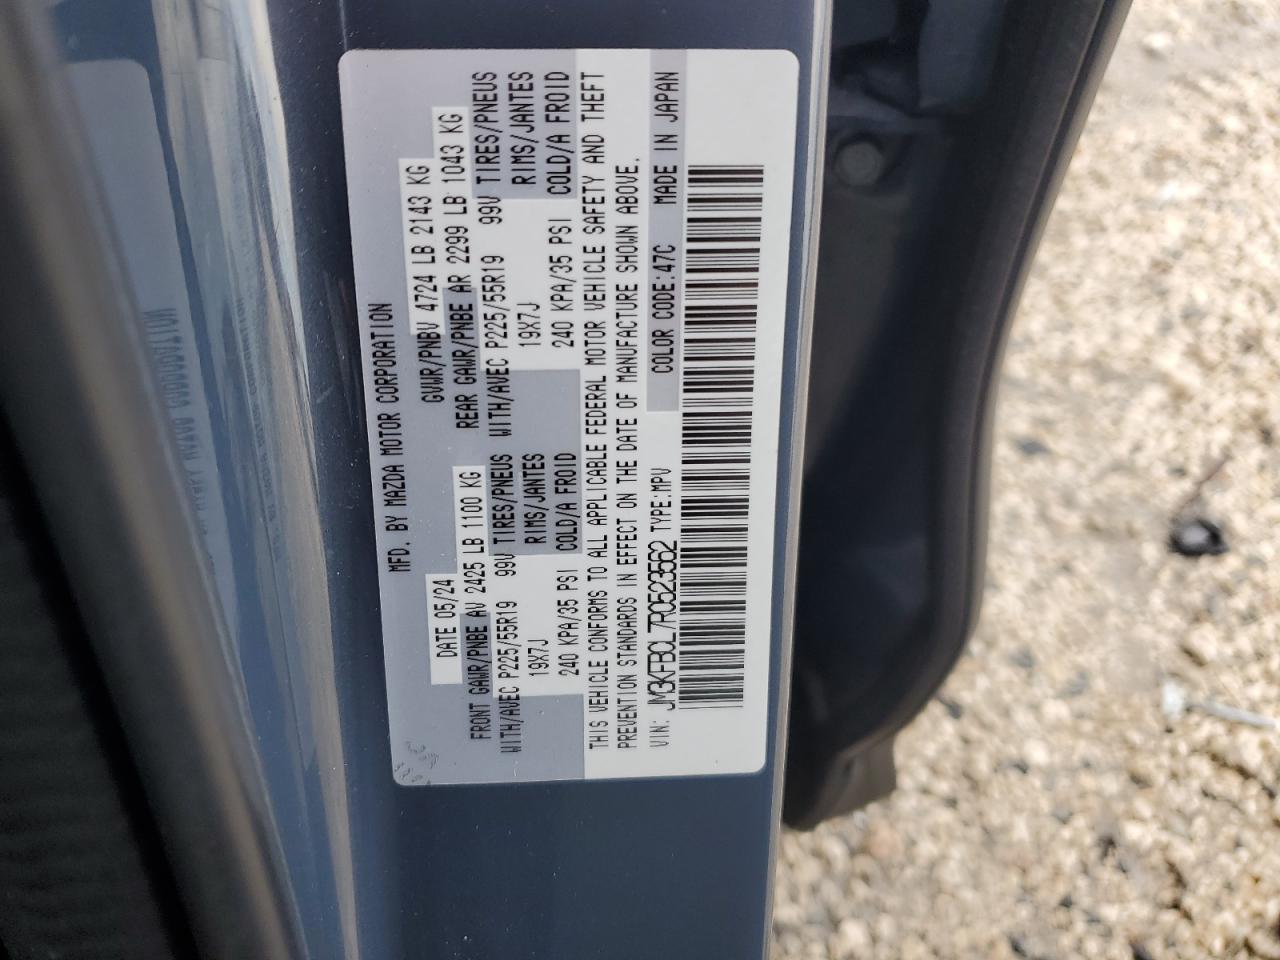 MFD. BY MAZDA MOTOR CORPORATION
DATE 05/24 GVWR/PNBV 4724 LB 2143 KG
FRONT GAWR/PNBE AV 2425 LB 1100 KG REAR GAWR/PNBE AR 2299 LB 1043 KG
WITH/AVEC P225/55R19 99V TIRES/PNEUS WITH/AVEC P225/55R19 99V TIRES/PNEUS
19X7J RIMS/JANTES 19X7J RIMS/JANTES
240 KPA/35 PSI COLD/A FROID 240 KPA/35 PSI COLD/A FROID
THIS VEHICLE CONFORMS TO ALL APPLICABLE FEDERAL MOTOR VEHICLE SAFETY AND THEFT
PREVENTION STANDARDS IN EFFECT ON THE DATE OF MANUFACTURE SHOWN ABOVE.
VIN: JM3KFBCL7R0523562 TYPE:MPV COLOR CODE:47C MADE IN JAPAN